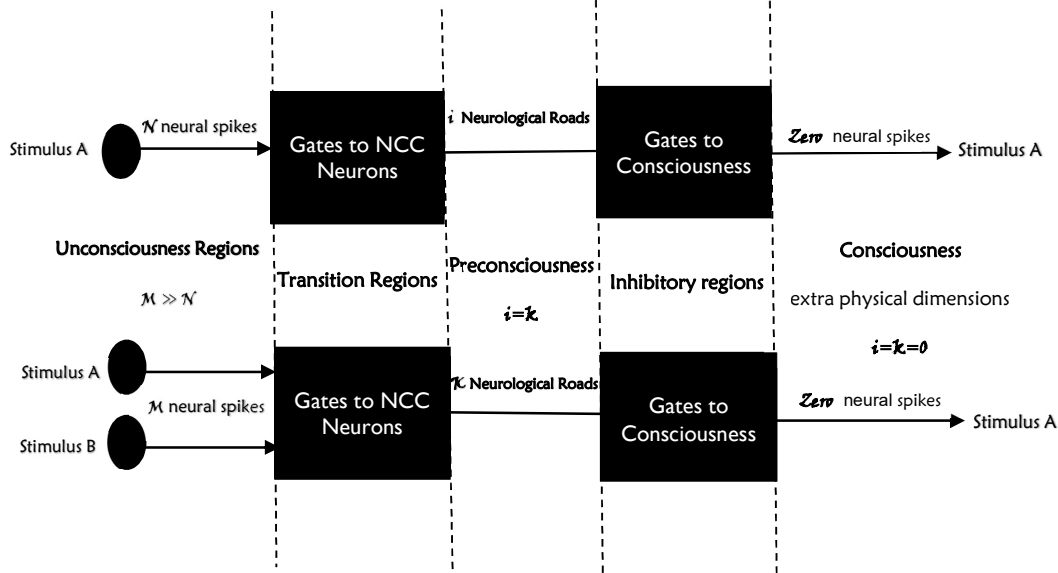 N neural spikes
Stimulus A
Gates to NCC
Neurons
i Neurological Roads
Gates to
Consciousness
Zero neural spikes
Stimulus A
Unconsciousness Regions
M ≫ N
Transition Regions
Preconsciousness
i=k
Inhibitory regions
Consciousness
extra physical dimensions
i=k=0
Stimulus A
M neural spikes
Stimulus B
Gates to NCC
Neurons
K Neurological Roads
Gates to
Consciousness
Zero neural spikes
Stimulus A